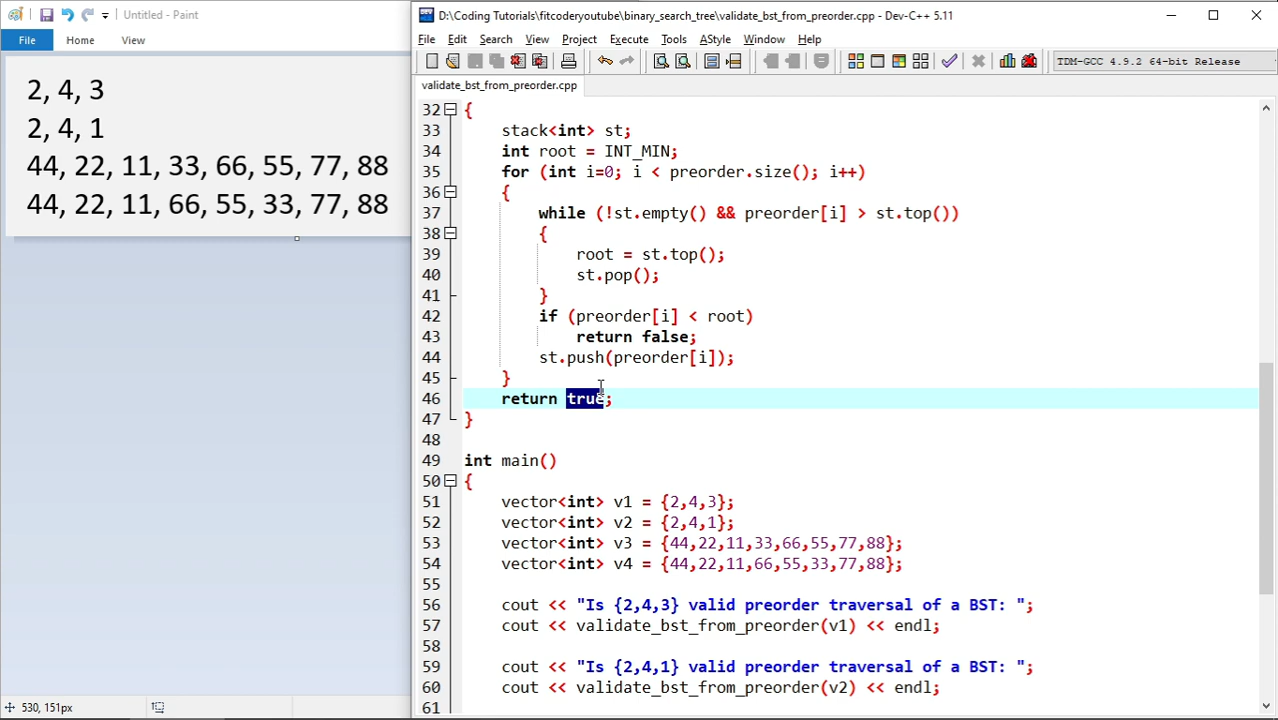 Untitled - Paint
File Home View
2, 4, 3
2, 4, 1
44, 22, 11, 33, 66, 55, 77, 88
44, 22, 11, 66, 55, 33, 77, 88
530, 151px
D:\Coding Tutorials\fitcoderyoutube\binary_search_tree\validate_bst_from_preorder.cpp - Dev-C++ 5.11
File Edit Search View Project Execute Tools AStyle Window Help
TDM-GCC 4.9.2 64-bit Release
validate_bst_from_preorder.cpp
32 {
33 stack<int> st;
34 int root = INT_MIN;
35 for (int i=0; i < preorder.size(); i++)
36 {
37 while (!st.empty() && preorder[i] > st.top())
38 {
39 root = st.top();
40 st.pop();
41 }
42 if (preorder[i] < root)
43 return false;
44 st.push(preorder[i]);
45 }
46 return true;
47 }
48
49 int main()
50 {
51 vector<int> v1 = {2,4,3};
52 vector<int> v2 = {2,4,1};
53 vector<int> v3 = {44,22,11,33,66,55,77,88};
54 vector<int> v4 = {44,22,11,66,55,33,77,88};
55
56 cout << "Is {2,4,3} valid preorder traversal of a BST: ";
57 cout << validate_bst_from_preorder(v1) << endl;
58
59 cout << "Is {2,4,1} valid preorder traversal of a BST: ";
60 cout << validate_bst_from_preorder(v2) << endl;
61